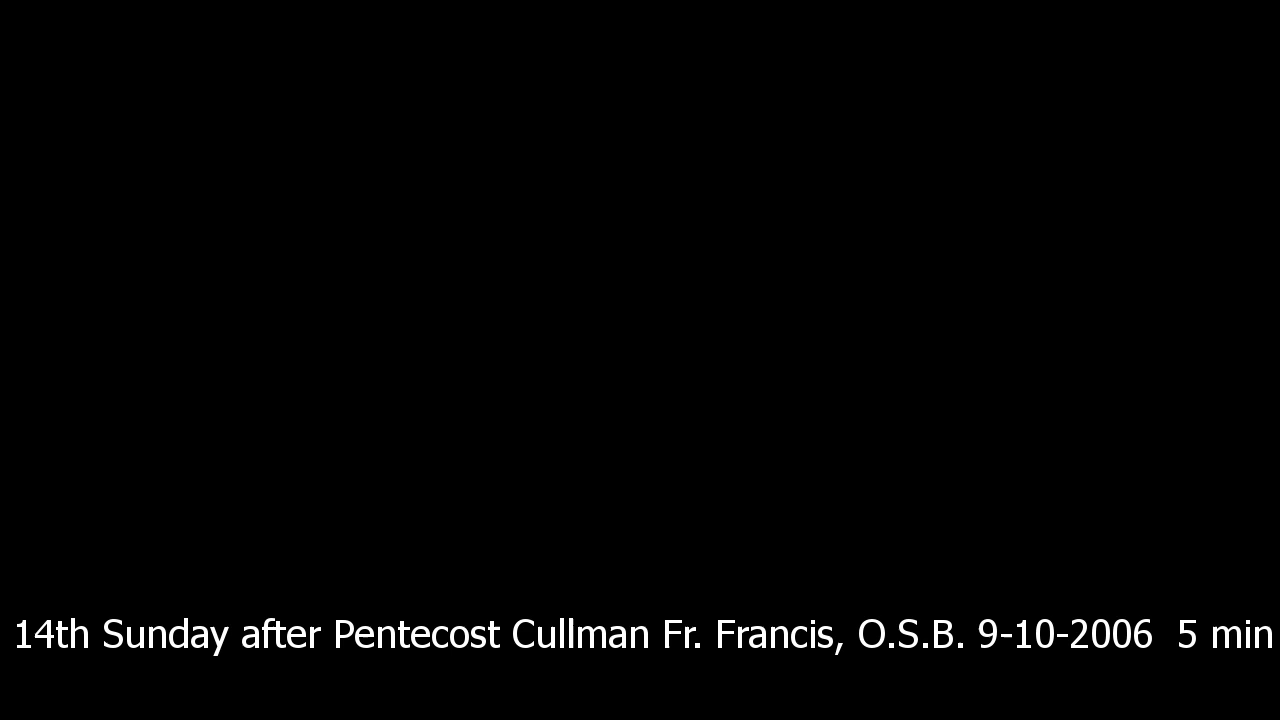 14th Sunday after Pentecost Cullman Fr. Francis, O.S.B. 9-10-2006  5 min